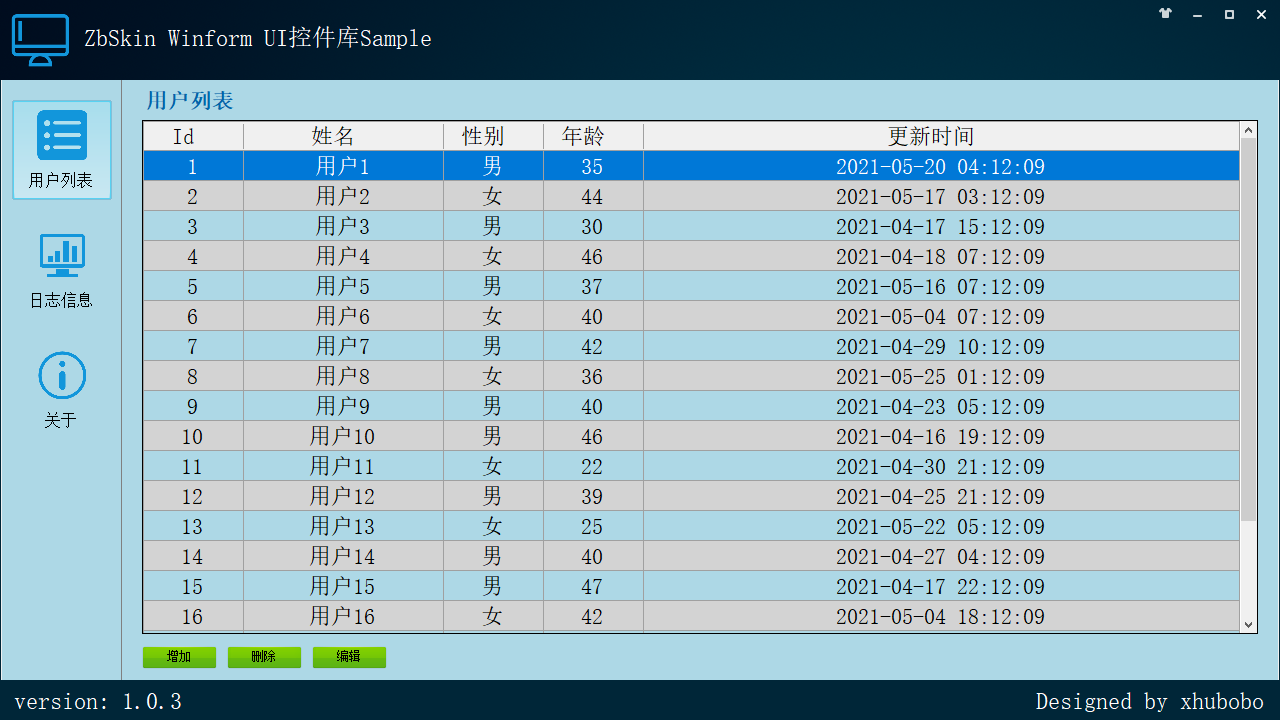 ZbSkin Winform UI控件库Sample
用户列表
日志信息
关于
用户列表
Id 姓名 性别 年龄 更新时间
1 用户1 男 35 2021-05-20 04:12:09
2 用户2 女 44 2021-05-17 03:12:09
3 用户3 男 30 2021-04-17 15:12:09
4 用户4 女 46 2021-04-18 07:12:09
5 用户5 男 37 2021-05-16 07:12:09
6 用户6 女 40 2021-05-04 07:12:09
7 用户7 男 42 2021-04-29 10:12:09
8 用户8 女 36 2021-05-25 01:12:09
9 用户9 男 40 2021-04-23 05:12:09
10 用户10 男 46 2021-04-16 19:12:09
11 用户11 女 22 2021-04-30 21:12:09
12 用户12 男 39 2021-04-25 21:12:09
13 用户13 女 25 2021-05-22 05:12:09
14 用户14 男 40 2021-04-27 04:12:09
15 用户15 男 47 2021-04-17 22:12:09
16 用户16 女 42 2021-05-04 18:12:09
增加 删除 编辑
version: 1.0.3 Designed by xhubobo